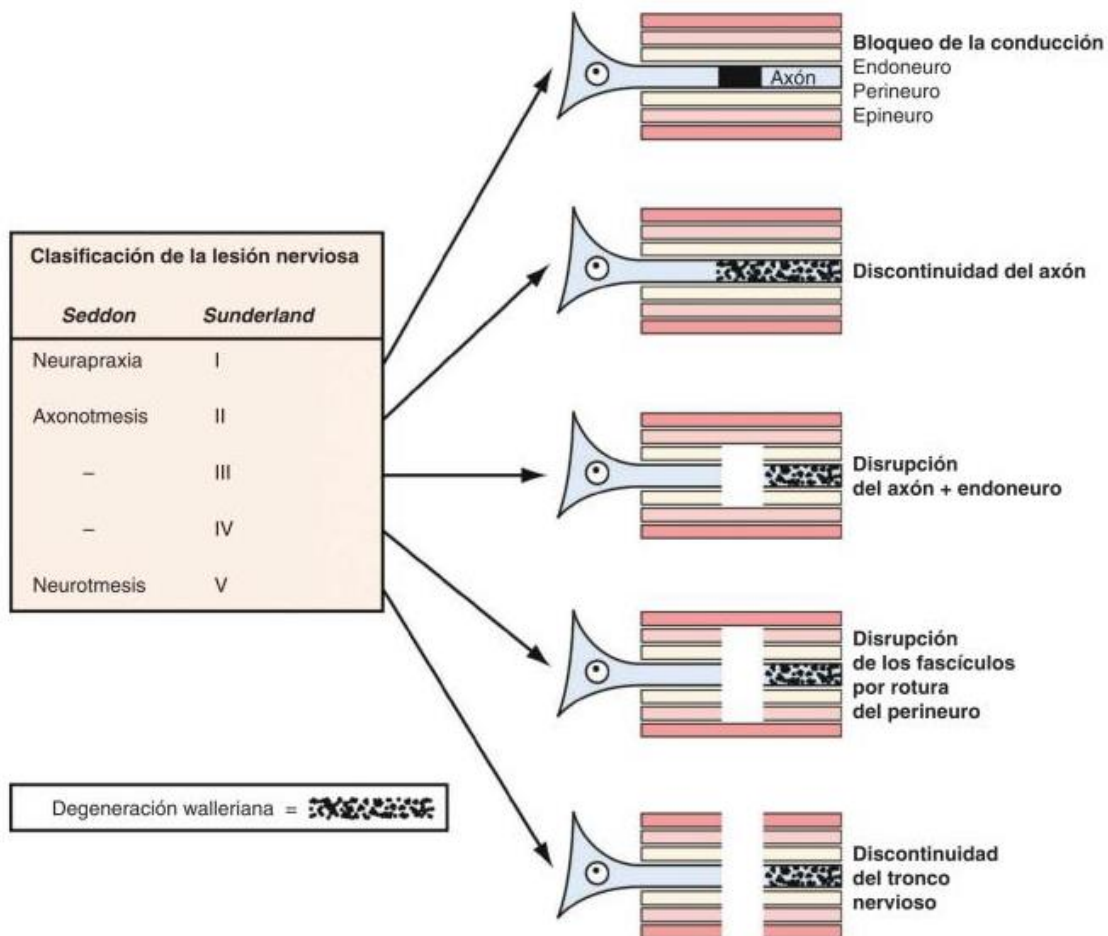 Bloqueo de la conducción
Endoneuro
Perineuro
Epineuro
Axón
Discontinuidad del axón
Clasificación de la lesión nerviosa
Seddon Sunderland
Neurapraxia I
Axonotmesis II
– III
– IV
Neurotmesis V
Disrupción
del axón + endoneuro
Disrupción
de los fascículos
por rotura
del perineuro
Degeneración walleriana =
Discontinuidad
del tronco
nervioso